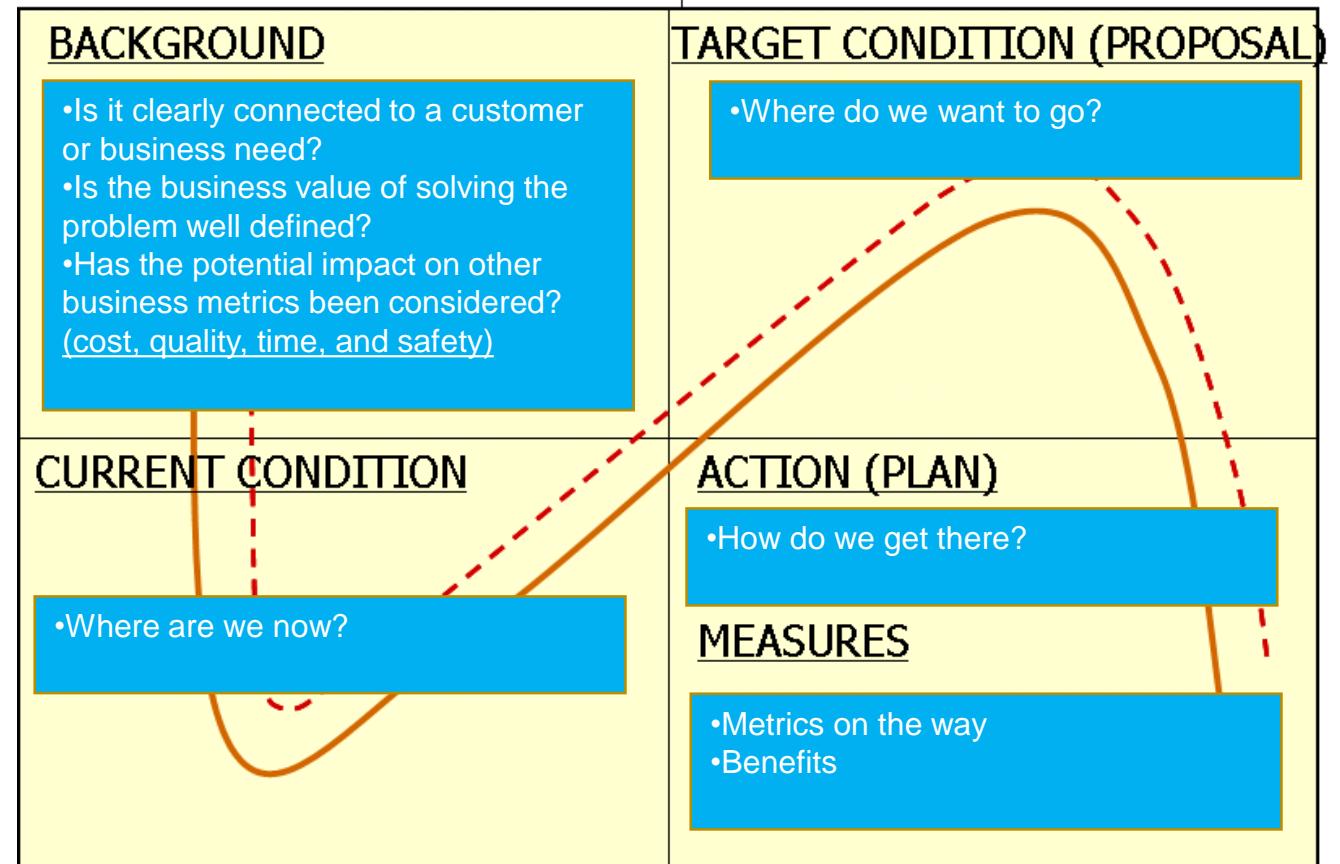 BACKGROUND
•Is it clearly connected to a customer
or business need?
•Is the business value of solving the
problem well defined?
•Has the potential impact on other
business metrics been considered?
(cost, quality, time, and safety)
CURRENT CONDITION
•Where are we now?
TARGET CONDITION (PROPOSAL)
•Where do we want to go?
ACTION (PLAN)
•How do we get there?
MEASURES
•Metrics on the way
•Benefits